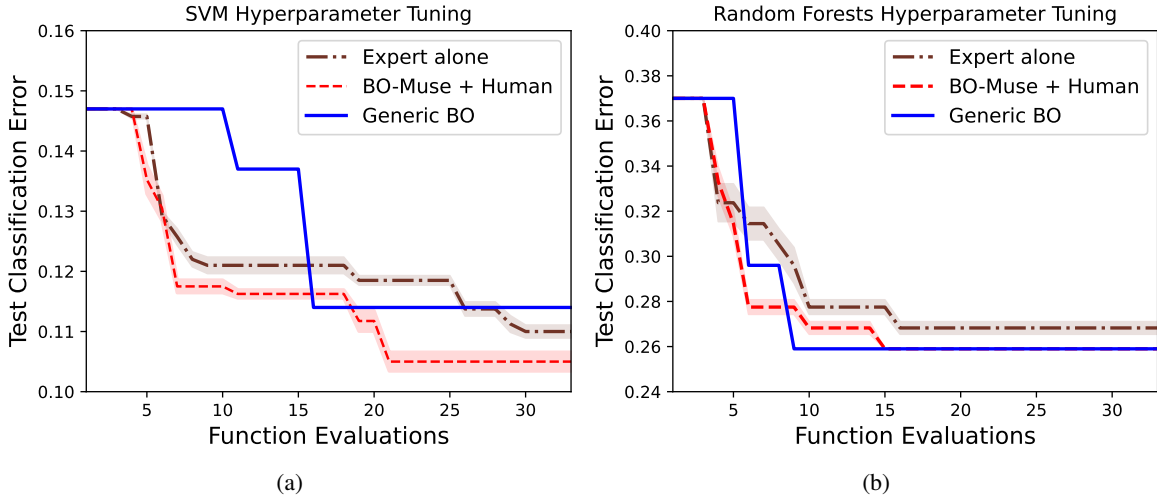 SVM Hyperparameter Tuning
Test Classification Error
0.16
0.15
0.14
0.13
0.12
0.11
0.10
Expert alone
BO-Muse + Human
Generic BO
5 10 15 20 25 30
Function Evaluations
(a)
Random Forests Hyperparameter Tuning
Test Classification Error
0.40
0.38
0.36
0.34
0.32
0.30
0.28
0.26
0.24
Expert alone
BO-Muse + Human
Generic BO
5 10 15 20 25 30
Function Evaluations
(b)